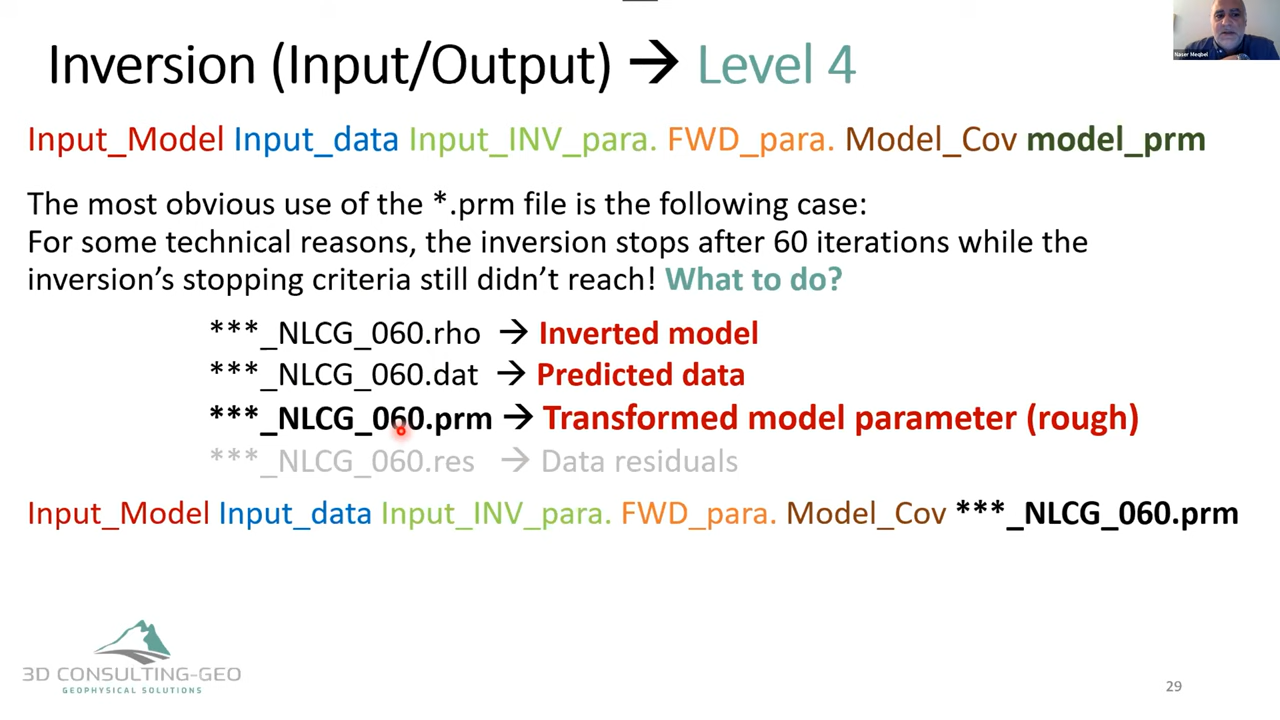 Inversion (Input/Output) → Level 4
Naser Meqbel
Input_Model Input_data Input_INV_para. FWD_para. Model_Cov model_prm
The most obvious use of the *.prm file is the following case:
For some technical reasons, the inversion stops after 60 iterations while the
inversion’s stopping criteria still didn’t reach! What to do?
***_NLCG_060.rho → Inverted model
***_NLCG_060.dat → Predicted data
***_NLCG_060.prm → Transformed model parameter (rough)
***_NLCG_060.res → Data residuals
Input_Model Input_data Input_INV_para. FWD_para. Model_Cov ***_NLCG_060.prm
3D CONSULTING-GEO
GEOPHYSICAL SOLUTIONS
29